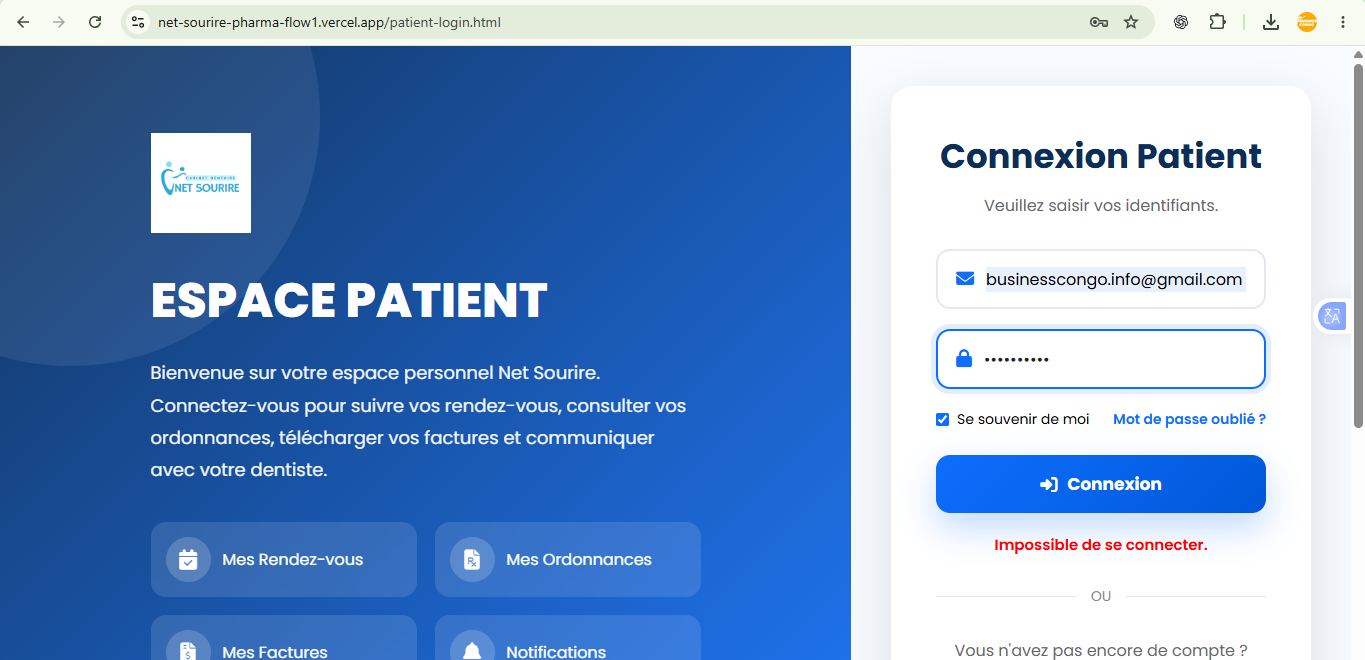 net-sourire-pharma-flow1.vercel.app/patient-login.html
CABINET DENTAIRE
NET SOURIRE
ESPACE PATIENT
Bienvenue sur votre espace personnel Net Sourire.
Connectez-vous pour suivre vos rendez-vous, consulter vos
ordonnances, télécharger vos factures et communiquer
avec votre dentiste.
Mes Rendez-vous
Mes Ordonnances
Mes Factures
Notifications
Connexion Patient
Veuillez saisir vos identifiants.
businesscongo.info@gmail.com
••••••••••
Se souvenir de moi
Mot de passe oublié ?
Connexion
Impossible de se connecter.
OU
Vous n'avez pas encore de compte ?